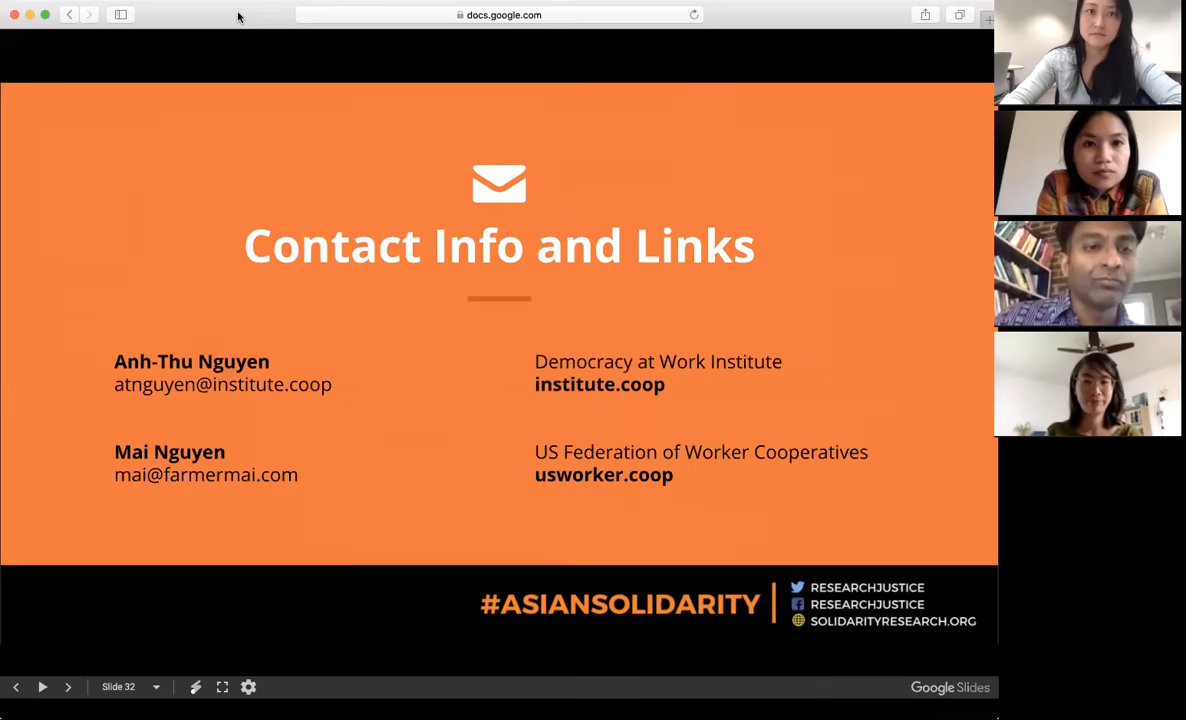 docs.google.com
Contact Info and Links
Anh-Thu Nguyen
atnguyen@institute.coop
Democracy at Work Institute
institute.coop
Mai Nguyen
mai@farmermai.com
US Federation of Worker Cooperatives
usworker.coop
#ASIANSOLIDARITY
RESEARCHJUSTICE
RESEARCHJUSTICE
SOLIDARITYRESEARCH.ORG
Slide 32
Google Slides